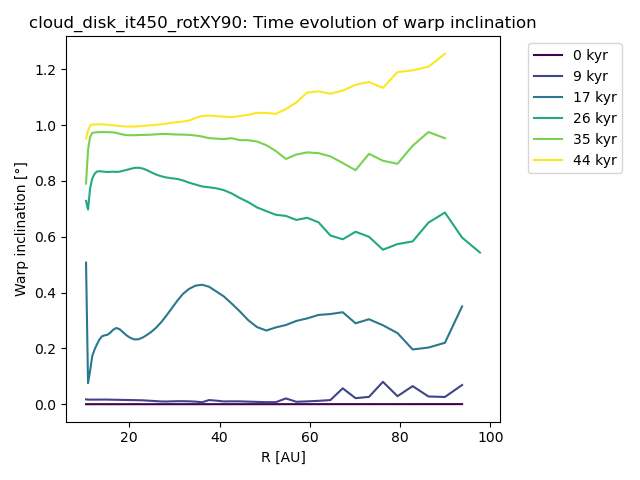 cloud_disk_it450_rotXY90: Time evolution of warp inclination
Warp inclination [°]
1.2
1.0
0.8
0.6
0.4
0.2
0.0
20
40
60
80
100
R [AU]
0 kyr
9 kyr
17 kyr
26 kyr
35 kyr
44 kyr